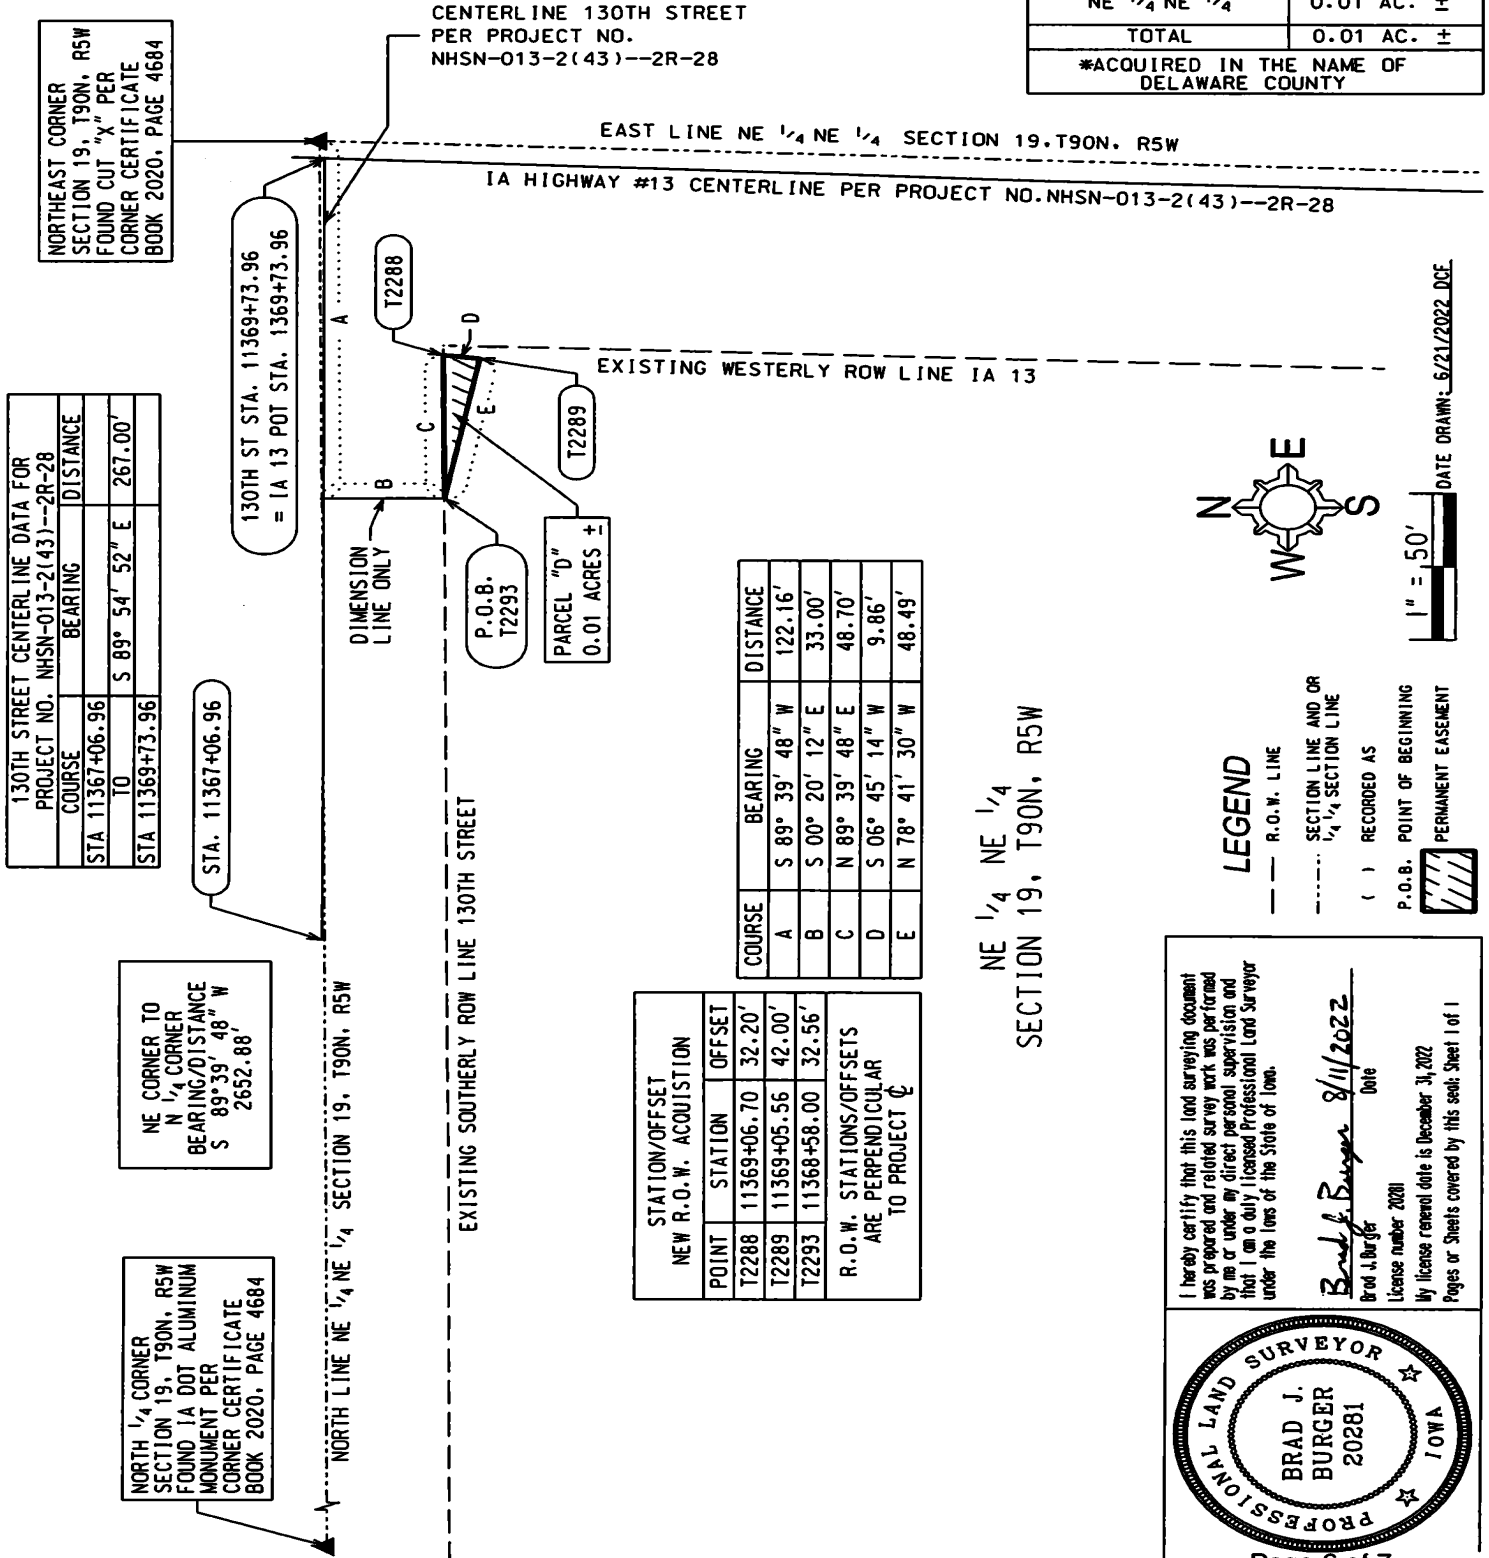 CENTERLINE 130TH STREET
PER PROJECT NO.
NHSN-013-2(43)--2R-28
NE 1/4 NE 1/4 0.01 AC. ±
TOTAL 0.01 AC. ±
*ACQUIRED IN THE NAME OF
DELAWARE COUNTY
NORTHEAST CORNER
SECTION 19, T90N, R5W
FOUND CUT "X" PER
CORNER CERTIFICATE
BOOK 2020, PAGE 4684
EAST LINE NE 1/4 NE 1/4 SECTION 19, T90N, R5W
IA HIGHWAY #13 CENTERLINE PER PROJECT NO. NHSN-013-2(43)--2R-28
130TH ST STA. 11369+73.96
= IA 13 POT STA. 1369+73.96
T2288
A
D
C
E
B
T2289
EXISTING WESTERLY ROW LINE IA 13
130TH STREET CENTERLINE DATA FOR
PROJECT NO. NHSN-013-2(43)--2R-28
COURSE BEARING DISTANCE
STA 11367+06.96
TO S 89° 54' 52" E 267.00'
STA 11369+73.96
STA. 11367+06.96
DIMENSION
LINE ONLY
P.O.B.
T2293
PARCEL "D"
0.01 ACRES ±
N
E
S
W
1" = 50'
DATE DRAWN: 6/21/2022 DCF
NE CORNER TO
N 1/4 CORNER
BEARING/DISTANCE
S 89°39' 48" W
2652.88'
NORTH 1/4 CORNER
SECTION 19, T90N, R5W
FOUND IA DOT ALUMINUM
MONUMENT PER
CORNER CERTIFICATE
BOOK 2020, PAGE 4684
NORTH LINE NE 1/4 NE 1/4 SECTION 19, T90N, R5W
EXISTING SOUTHERLY ROW LINE 130TH STREET
COURSE BEARING DISTANCE
A S 89° 39' 48" W 122.16'
B S 00° 20' 12" E 33.00'
C N 89° 39' 48" E 48.70'
D S 06° 45' 14" W 9.86'
E N 78° 41' 30" W 48.49'
STATION/OFFSET
NEW R.O.W. ACQUISTION
POINT STATION OFFSET
T2288 11369+06.70 32.20'
T2289 11369+05.56 42.00'
T2293 11368+58.00 32.56'
R.O.W. STATIONS/OFFSETS
ARE PERPENDICULAR
TO PROJECT ℄
NE 1/4 NE 1/4
SECTION 19, T90N, R5W
LEGEND
R.O.W. LINE
SECTION LINE AND OR
1/4 1/4 SECTION LINE
( ) RECORDED AS
P.O.B. POINT OF BEGINNING
PERMANENT EASEMENT
I hereby certify that this land surveying document
was prepared and related survey work was performed
by me or under my direct personal supervision and
that I am a duly licensed Professional Land Surveyor
under the laws of the State of Iowa.
Brad J. Burger 8/11/2022
Brad J. Burger Date
License number 20281
My license renewal date is December 31, 2022
Pages or Sheets covered by this seal: Sheet 1 of 1
PROFESSIONAL LAND SURVEYOR
BRAD J.
BURGER
20281
IOWA